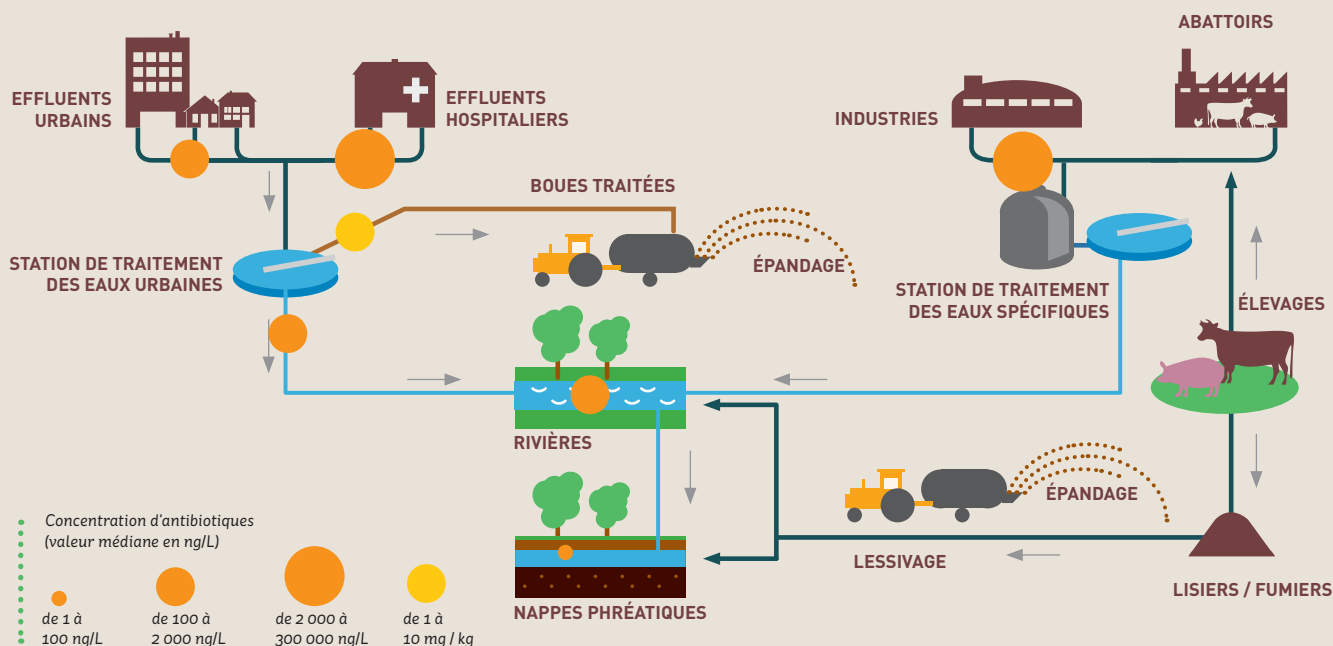 ABATTOIRS
EFFLUENTS
URBAINS
EFFLUENTS
HOSPITALIERS
INDUSTRIES
BOUES TRAITÉES
STATION DE TRAITEMENT
DES EAUX URBAINES
ÉPANDAGE
STATION DE TRAITEMENT
DES EAUX SPÉCIFIQUES
ÉLEVAGES
RIVIÈRES
ÉPANDAGE
LESSIVAGE
LISIERS / FUMIERS
NAPPES PHRÉATIQUES
Concentration d'antibiotiques
(valeur médiane en ng/L)
de 1 à
100 ng/L
de 100 à
2 000 ng/L
de 2 000 à
300 000 ng/L
de 1 à
10 mg / kg